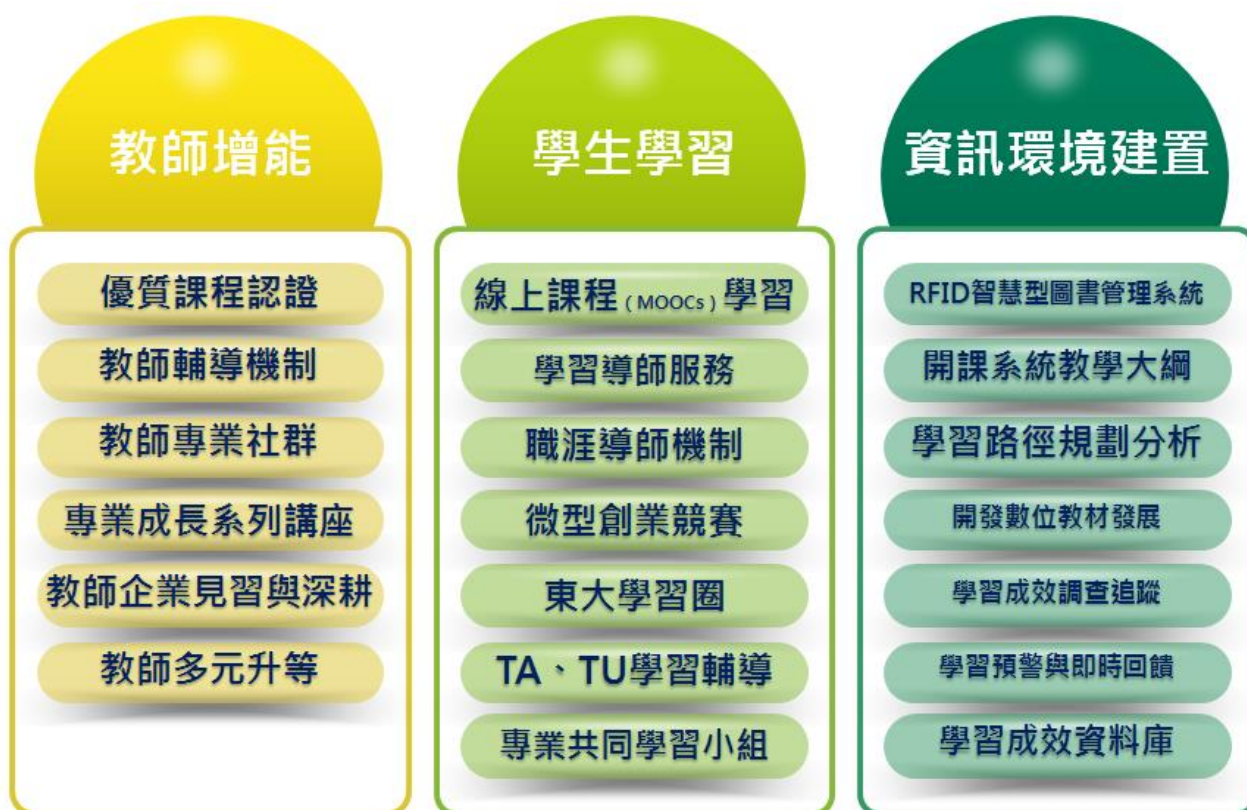 教師增能
優質課程認證
教師輔導機制
教師專業社群
專業成長系列講座
教師企業見習與深耕
教師多元升等
學生學習
線上課程(MOOCs)學習
學習導師服務
職涯導師機制
微型創業競賽
東大學習圈
TA、TU學習輔導
專業共同學習小組
資訊環境建置
RFID智慧型圖書管理系統
開課系統教學大綱
學習路徑規劃分析
開發數位教材發展
學習成效調查追蹤
學習預警與即時回饋
學習成效資料庫